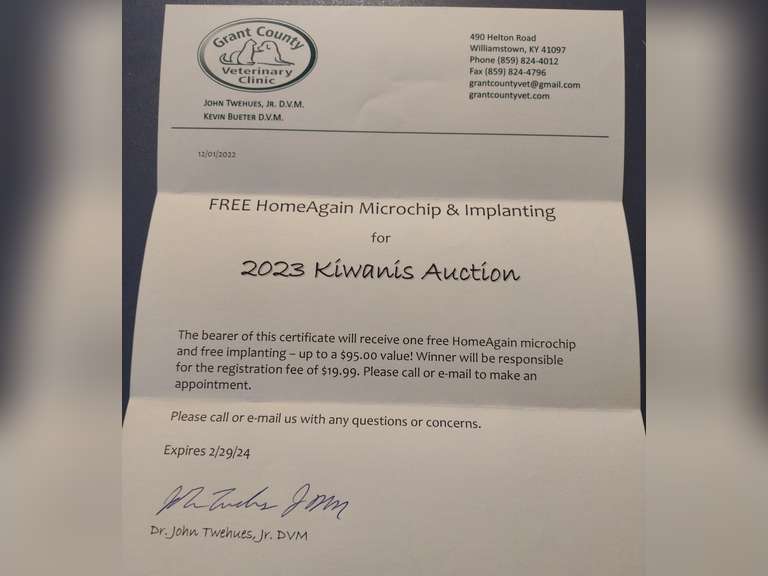 Grant County
Veterinary
Clinic
JOHN TWEHUES, JR. D.V.M.
KEVIN BUETER D.V.M.
490 Helton Road
Williamstown, KY 41097
Phone (859) 824-4012
Fax (859) 824-4796
grantcountyvet@gmail.com
grantcountyvet.com
12/01/2022
FREE HomeAgain Microchip & Implanting
for
2023 Kiwanis Auction
The bearer of this certificate will receive one free HomeAgain microchip
and free implanting – up to a $95.00 value! Winner will be responsible
for the registration fee of $19.99. Please call or e-mail to make an
appointment.
Please call or e-mail us with any questions or concerns.
Expires 2/29/24
Dr. John Twehues, Jr. DVM